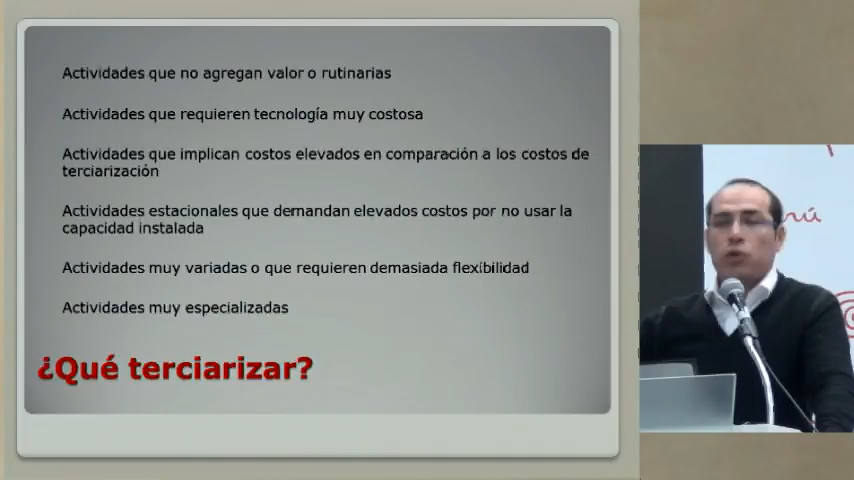 Actividades que no agregan valor o rutinarias
Actividades que requieren tecnología muy costosa
Actividades que implican costos elevados en comparación a los costos de
terciarización
Actividades estacionales que demandan elevados costos por no usar la
capacidad instalada
Actividades muy variadas o que requieren demasiada flexibilidad
Actividades muy especializadas
¿Qué terciarizar?